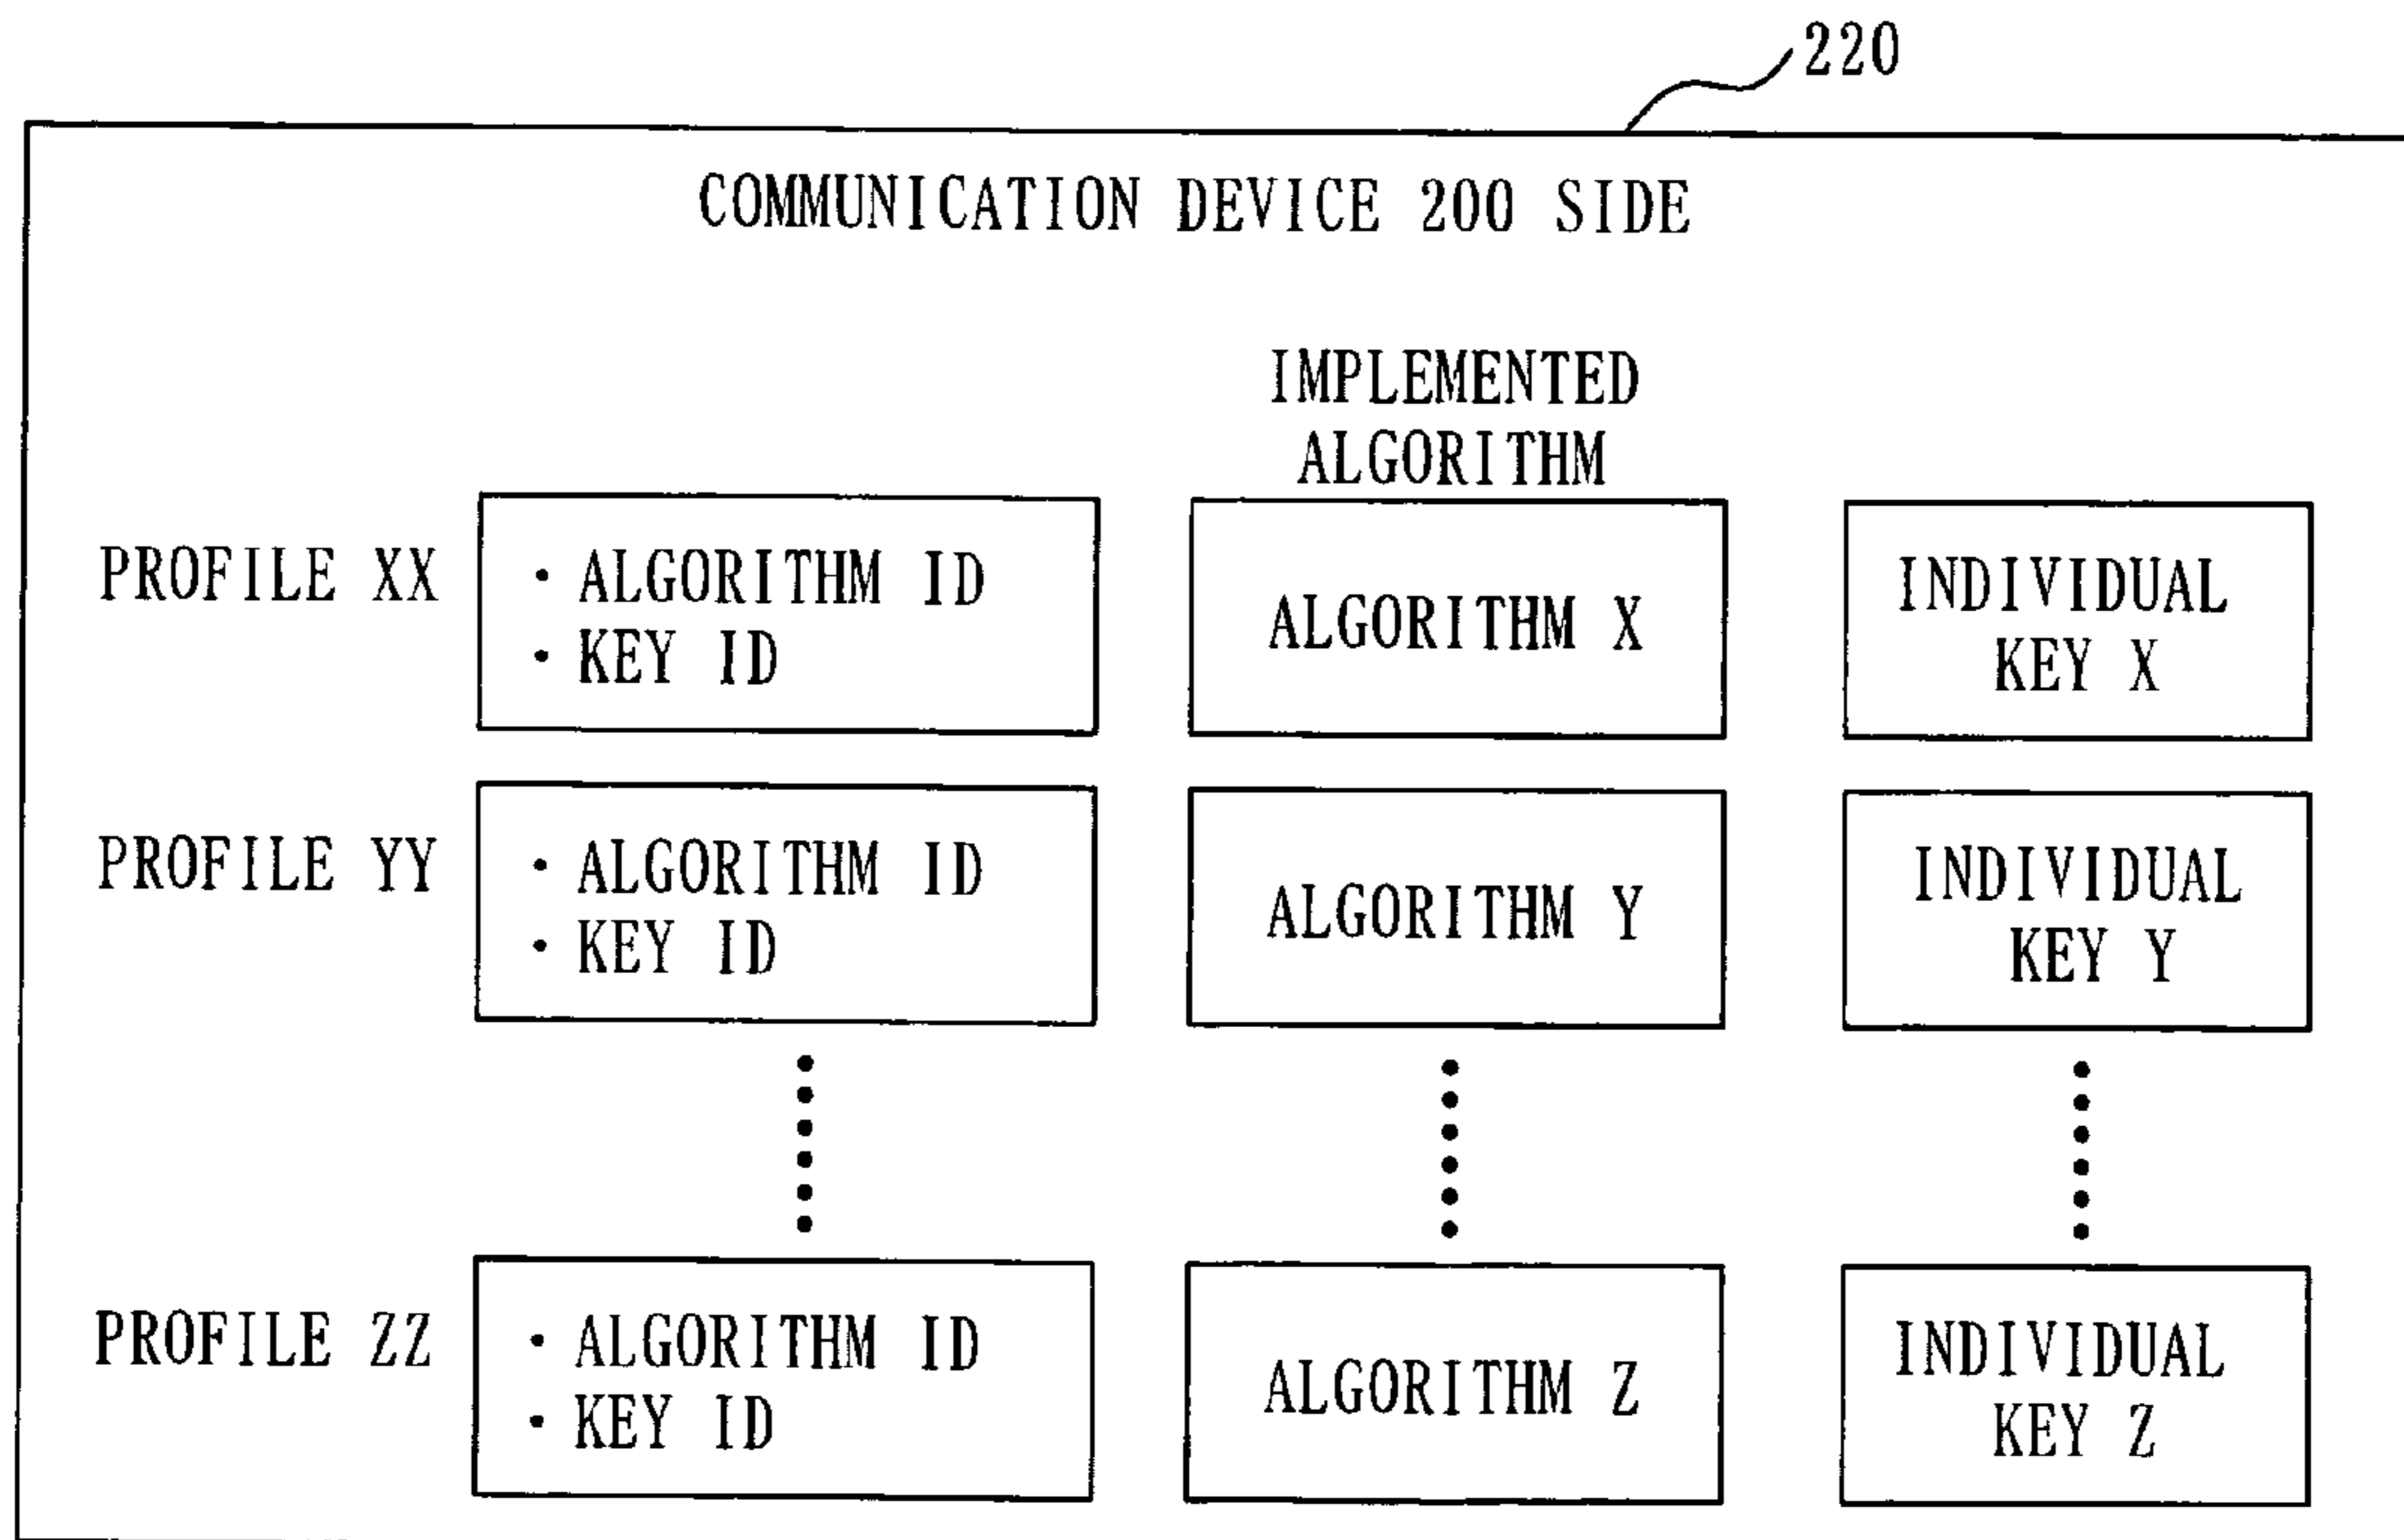 220
COMMUNICATION DEVICE 200 SIDE
IMPLEMENTED
ALGORITHM
PROFILE XX
• ALGORITHM ID
• KEY ID
ALGORITHM X
INDIVIDUAL
KEY X
PROFILE YY
• ALGORITHM ID
• KEY ID
ALGORITHM Y
INDIVIDUAL
KEY Y
PROFILE ZZ
• ALGORITHM ID
• KEY ID
ALGORITHM Z
INDIVIDUAL
KEY Z